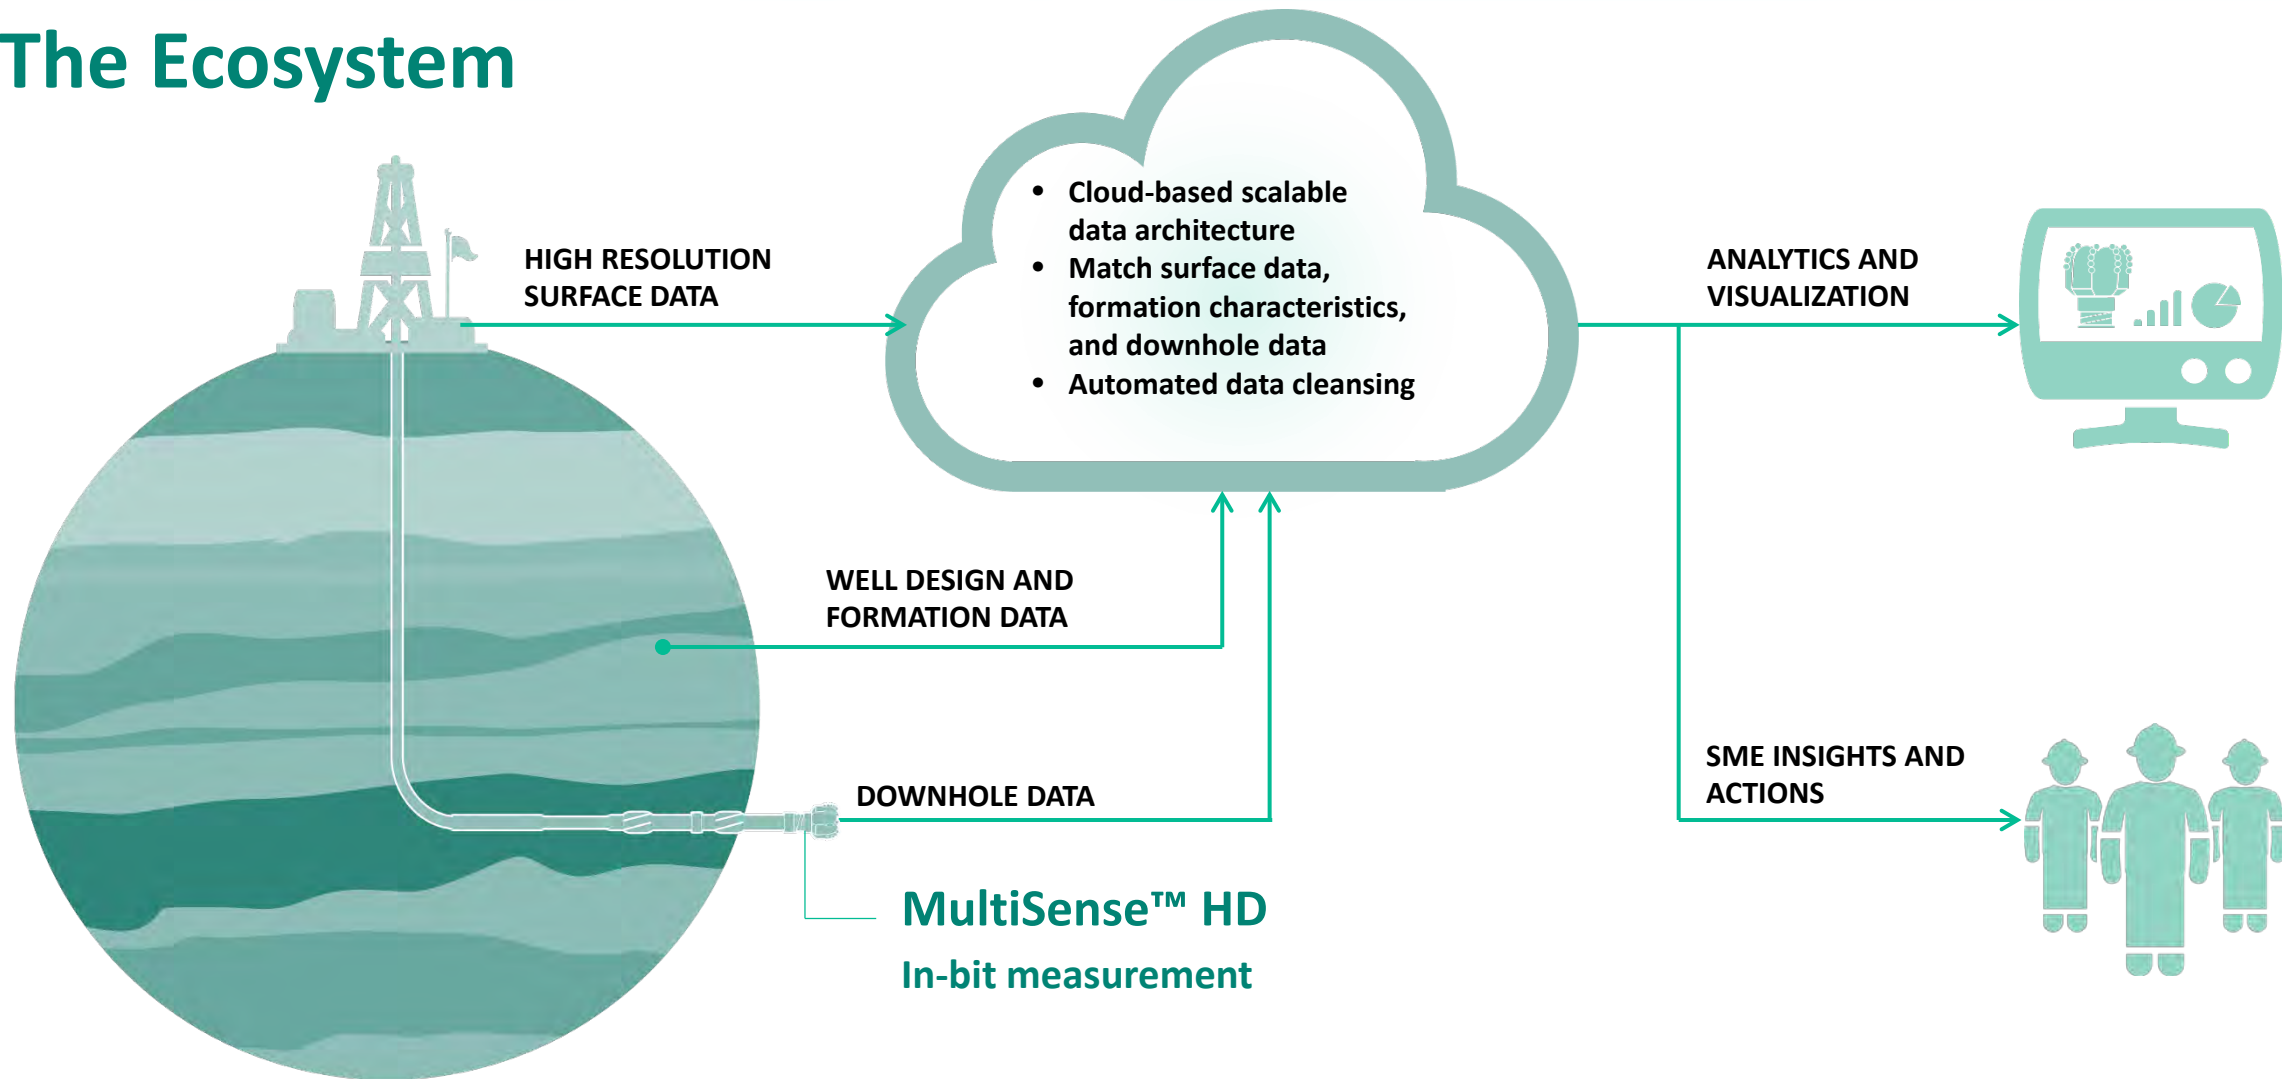 The Ecosystem
HIGH RESOLUTION
SURFACE DATA
• Cloud-based scalable
data architecture
• Match surface data,
formation characteristics,
and downhole data
• Automated data cleansing
ANALYTICS AND
VISUALIZATION
WELL DESIGN AND
FORMATION DATA
DOWNHOLE DATA
SME INSIGHTS AND
ACTIONS
MultiSense™ HD
In-bit measurement